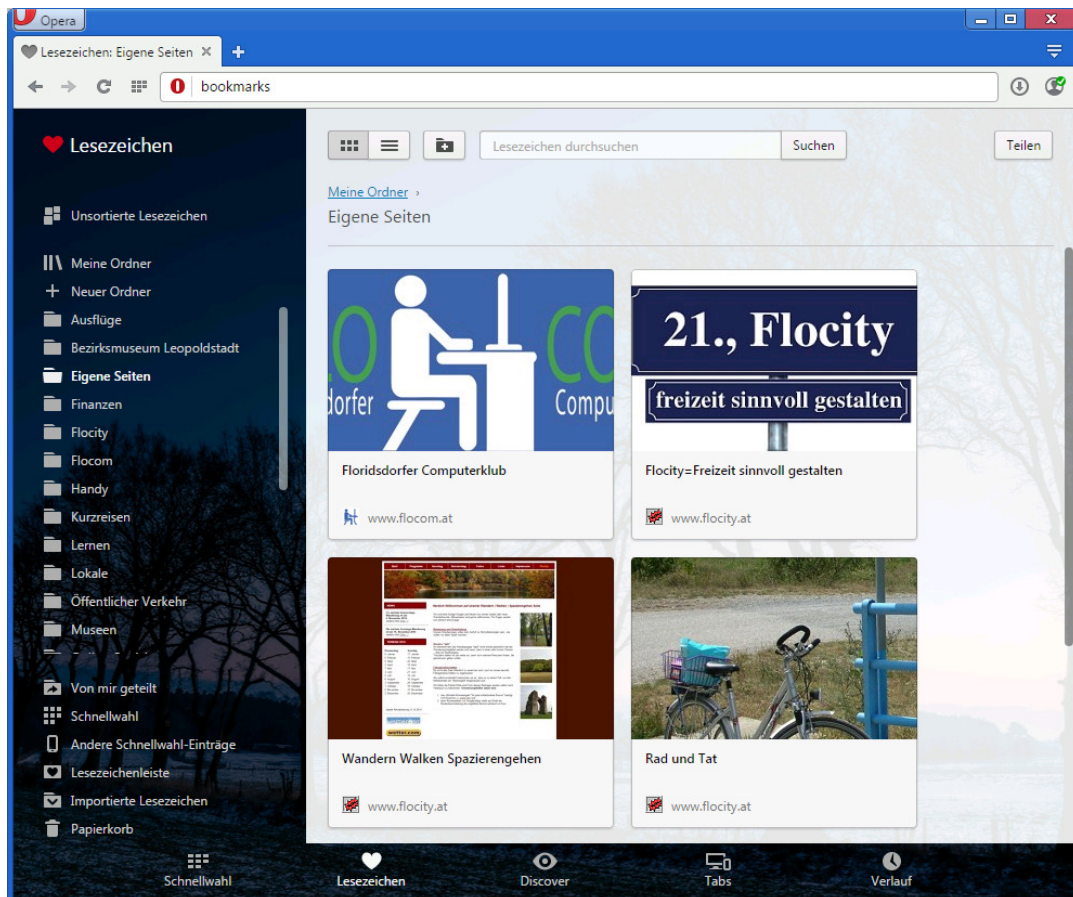 Opera
Lesezeichen: Eigene Seiten
bookmarks
Lesezeichen
Unsortierte Lesezeichen
Meine Ordner
Neuer Ordner
Ausflüge
Bezirksmuseum Leopoldstadt
Eigene Seiten
Finanzen
Flocity
Flocom
Handy
Kurzreisen
Lernen
Lokale
Öffentlicher Verkehr
Museen
Von mir geteilt
Schnellwahl
Andere Schnellwahl-Einträge
Lesezeichenleiste
Importierte Lesezeichen
Papierkorb
Lesezeichen durchsuchen
Suchen
Teilen
Meine Ordner ›
Eigene Seiten
LO CO
dorfer Compu
Floridsdorfer Computerklub
www.flocom.at
21., Flocity
freizeit sinnvoll gestalten
Flocity=Freizeit sinnvoll gestalten
www.flocity.at
Wandern Walken Spazierengehen
www.flocity.at
Rad und Tat
www.flocity.at
Schnellwahl
Lesezeichen
Discover
Tabs
Verlauf